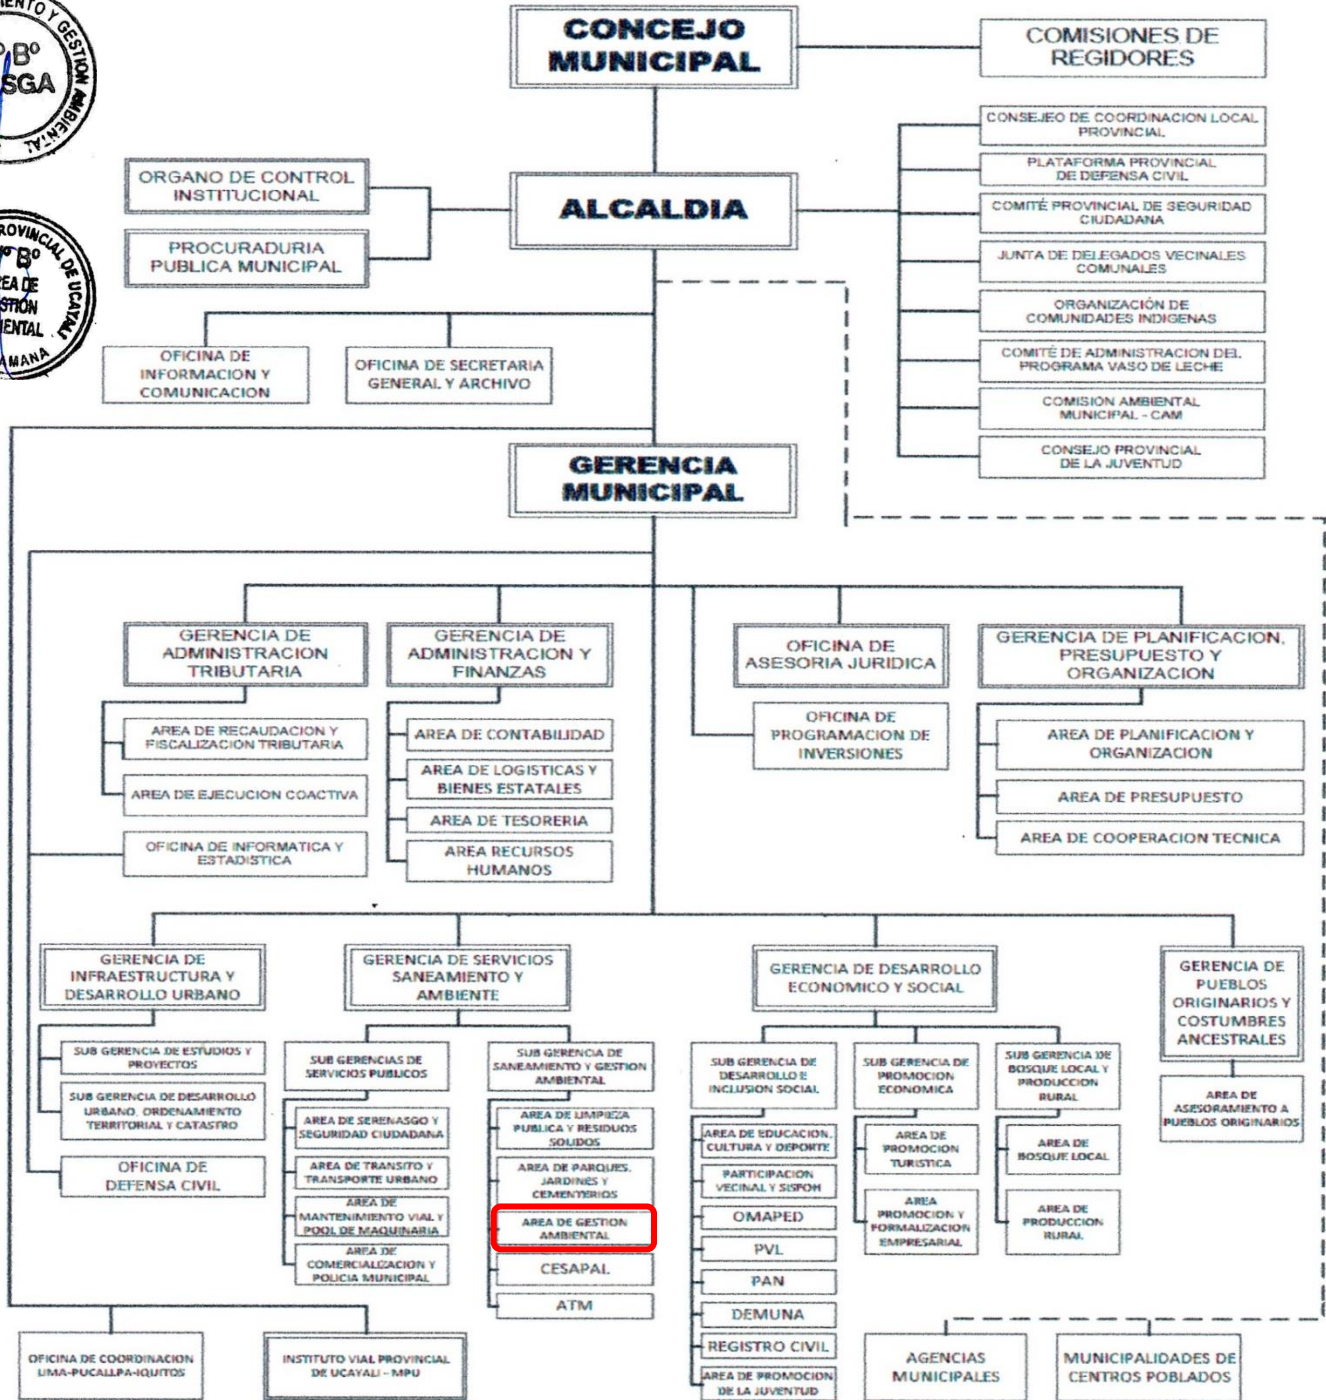 MIENTO Y GESTION AMBIENTAL
Bº
SGA
CONCEJO
MUNICIPAL
COMISIONES DE
REGIDORES
CONSEJEO DE COORDINACION LOCAL
PROVINCIAL
PLATAFORMA PROVINCIAL
DE DEFENSA CIVIL
COMITÉ PROVINCIAL DE SEGURIDAD
CIUDADANA
JUNTA DE DELEGADOS VECINALES
COMUNALES
ORGANIZACIÓN DE
COMUNIDADES INDIGENAS
COMITÉ DE ADMINISTRACION DEL
PROGRAMA VASO DE LECHE
COMISION AMBIENTAL
MUNICIPAL - CAM
CONSEJO PROVINCIAL
DE LA JUVENTUD
ORGANO DE CONTROL
INSTITUCIONAL
ALCALDIA
PROCURADURIA
PUBLICA MUNICIPAL
ROVINCIAL DE UCAYALI
Bº
EA DE
STION
IENTAL
AMANA
OFICINA DE
INFORMACION Y
COMUNICACION
OFICINA DE SECRETARIA
GENERAL Y ARCHIVO
GERENCIA
MUNICIPAL
GERENCIA DE
ADMINISTRACION
TRIBUTARIA
GERENCIA DE
ADMINISTRACION Y
FINANZAS
OFICINA DE
ASESORIA JURIDICA
GERENCIA DE PLANIFICACION,
PRESUPUESTO Y
ORGANIZACION
AREA DE RECAUDACION Y
FISCALIZACION TRIBUTARIA
AREA DE EJECUCION COACTIVA
OFICINA DE INFORMATICA Y
ESTADISTICA
AREA DE CONTABILIDAD
AREA DE LOGISTICAS Y
BIENES ESTATALES
AREA DE TESORERIA
AREA RECURSOS
HUMANOS
OFICINA DE
PROGRAMACION DE
INVERSIONES
AREA DE PLANIFICACION Y
ORGANIZACION
AREA DE PRESUPUESTO
AREA DE COOPERACION TECNICA
GERENCIA DE
INFRAESTRUCTURA Y
DESARROLLO URBANO
GERENCIA DE SERVICIOS
SANEAMIENTO Y
AMBIENTE
GERENCIA DE DESARROLLO
ECONOMICO Y SOCIAL
GERENCIA DE
PUEBLOS
ORIGINARIOS Y
COSTUMBRES
ANCESTRALES
SUB GERENCIA DE ESTUDIOS Y
PROYECTOS
SUB GERENCIA DE DESARROLLO
URBANO, ORDENAMIENTO
TERRITORIAL Y CATASTRO
OFICINA DE
DEFENSA CIVIL
SUB GERENCIAS DE
SERVICIOS PUBLICOS
AREA DE SERENASGO Y
SEGURIDAD CIUDADANA
AREA DE TRANSITO Y
TRANSPORTE URBANO
AREA DE
MANTENIMIENTO VIAL Y
POOL DE MAQUINARIA
AREA DE
COMERCIALIZACION Y
POLICIA MUNICIPAL
SUB GERENCIA DE
SANEAMIENTO Y GESTION
AMBIENTAL
AREA DE LIMPIEZA
PUBLICA Y RESIDUOS
SOLIDOS
AREA DE PARQUES,
JARDINES Y
CEMENTERIOS
AREA DE GESTION
AMBIENTAL
CESAPAL
ATM
SUB GERENCIA DE
DESARROLLO E
INCLUSION SOCIAL
AREA DE EDUCACION,
CULTURA Y DEPORTE
PARTICIPACION
VECINAL Y SISFOH
OMAPED
PVL
PAN
DEMUNA
REGISTRO CIVIL
AREA DE PROMOCION
DE LA JUVENTUD
SUB GERENCIA DE
PROMOCION
ECONOMICA
AREA DE
PROMOCION
TURISTICA
AREA
PROMOCION Y
FORMALIZACION
EMPRESARIAL
SUB GERENCIA DE
BOSQUE LOCAL Y
PRODUCCION
RURAL
AREA DE
BOSQUE LOCAL
AREA DE
PRODUCCION
RURAL
AREA DE
ASESORAMIENTO A
PUEBLOS ORIGINARIOS
OFICINA DE COORDINACION
LIMA-PUCALLPA-IQUITOS
INSTITUTO VIAL PROVINCIAL
DE UCAYALI - MPU
AGENCIAS
MUNICIPALES
MUNICIPALIDADES DE
CENTROS POBLADOS